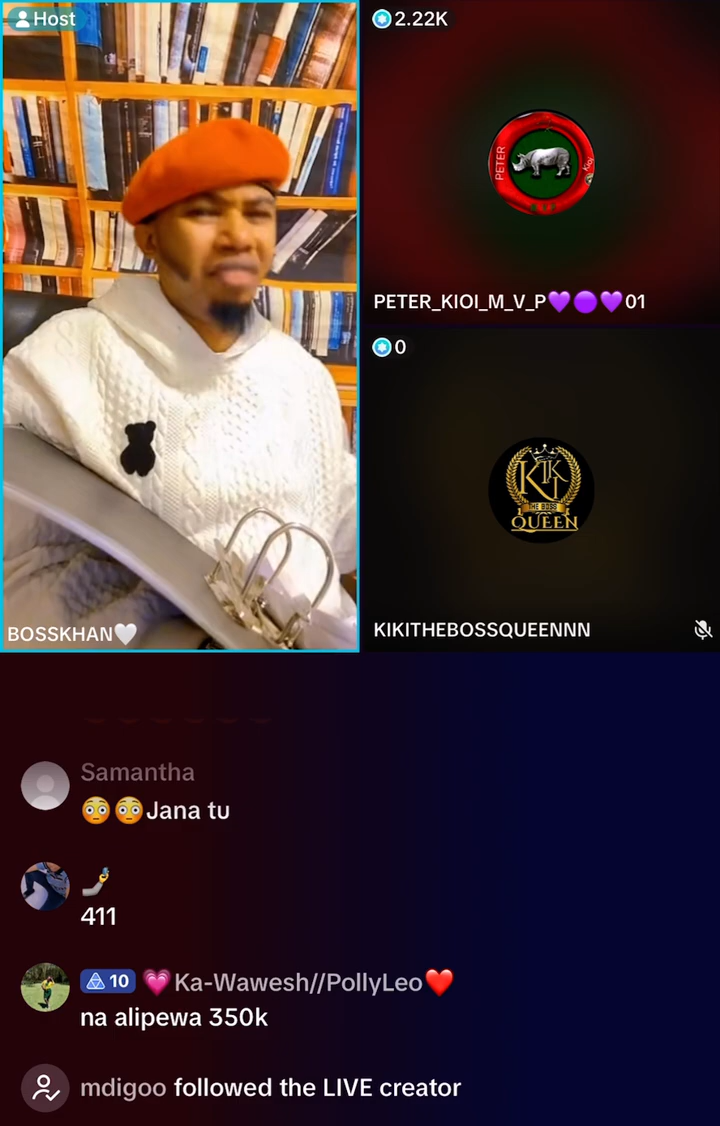 Host
BOSSKHAN🤍
2.22K
PETER
PETER_KIOI_M_V_P💜🟣💜01
0
KIKI
THE BOSS
QUEEN
KIKITHEBOSSQUEENNN
Samantha
😳😳Jana tu
🤳
411
10 💗Ka-Wawesh//PollyLeo❤️
na alipewa 350k
mdigoo followed the LIVE creator